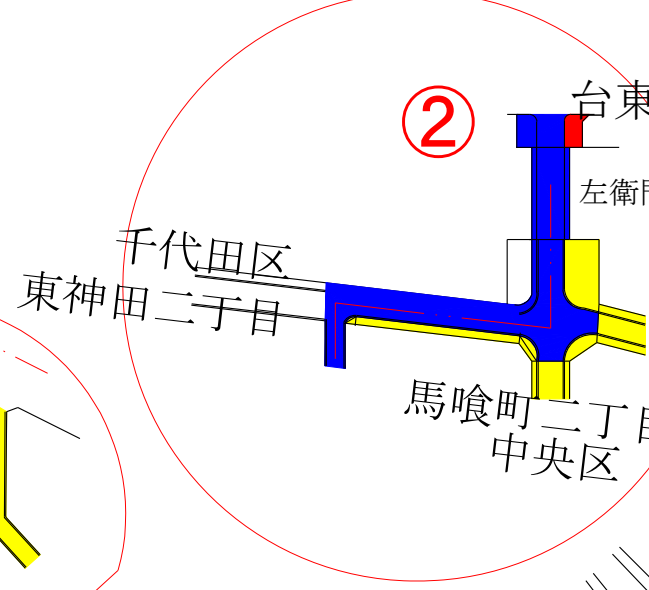 ②
台東
左衛門
千代田区
東神田二丁目
馬喰町二丁目
中央区